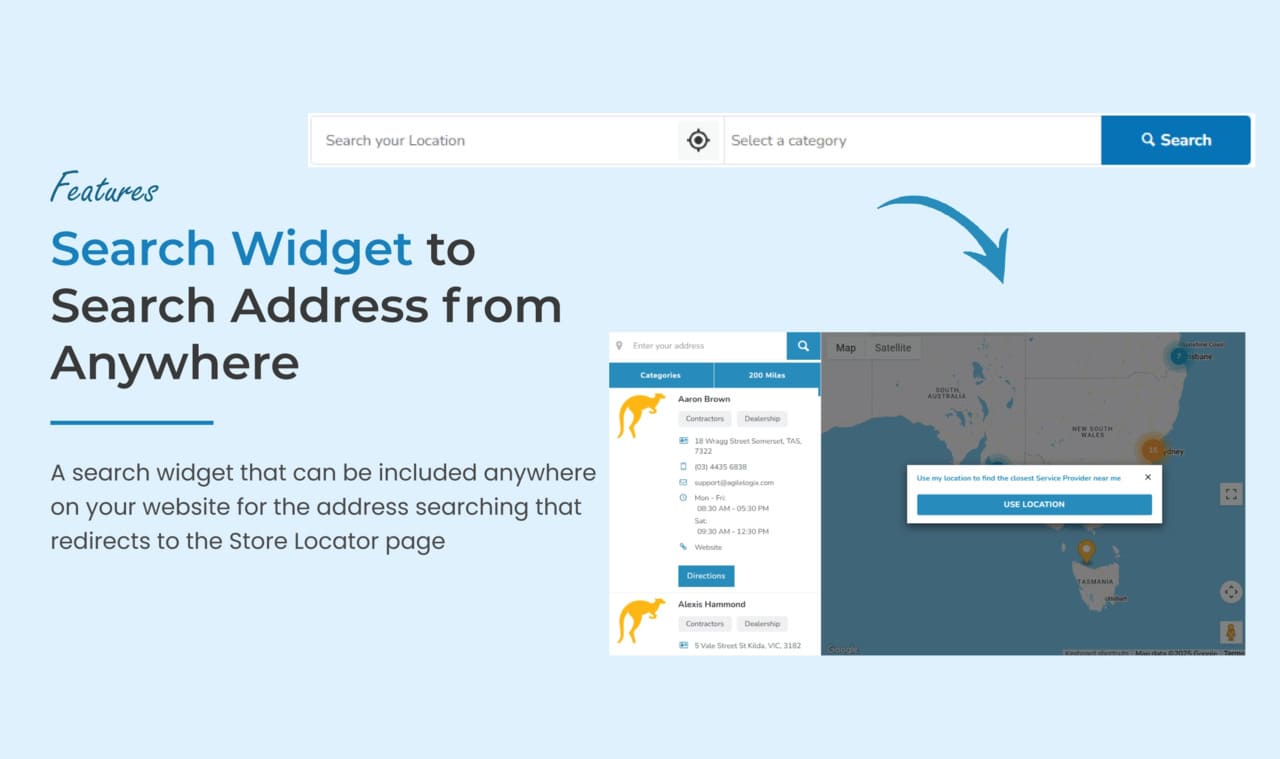 Search your Location
Select a category
Search
Features
Search Widget to
Search Address from
Anywhere
A search widget that can be included anywhere
on your website for the address searching that
redirects to the Store Locator page
Enter your address
Categories
200 Miles
Aaron Brown
Contractors
Dealership
18 Wragg Street Somerset, TAS,
7322
(03) 4435 6838
support@agilelogix.com
Mon - Fri:
08:30 AM - 05:30 PM
Sat:
09:30 AM - 12:30 PM
Website
Directions
Alexis Hammond
Contractors
Dealership
5 Vale Street St Kilda, VIC, 3182
Map
Satellite
Sunshine Coast
7
isbane
SOUTH
AUSTRALIA
NEW SOUTH
WALES
15
ydney
Use my location to find the closest Service Provider near me
USE LOCATION
TASMANIA
Hobart
Google
Keyboard shortcuts
Map data ©2025 Google
Terms